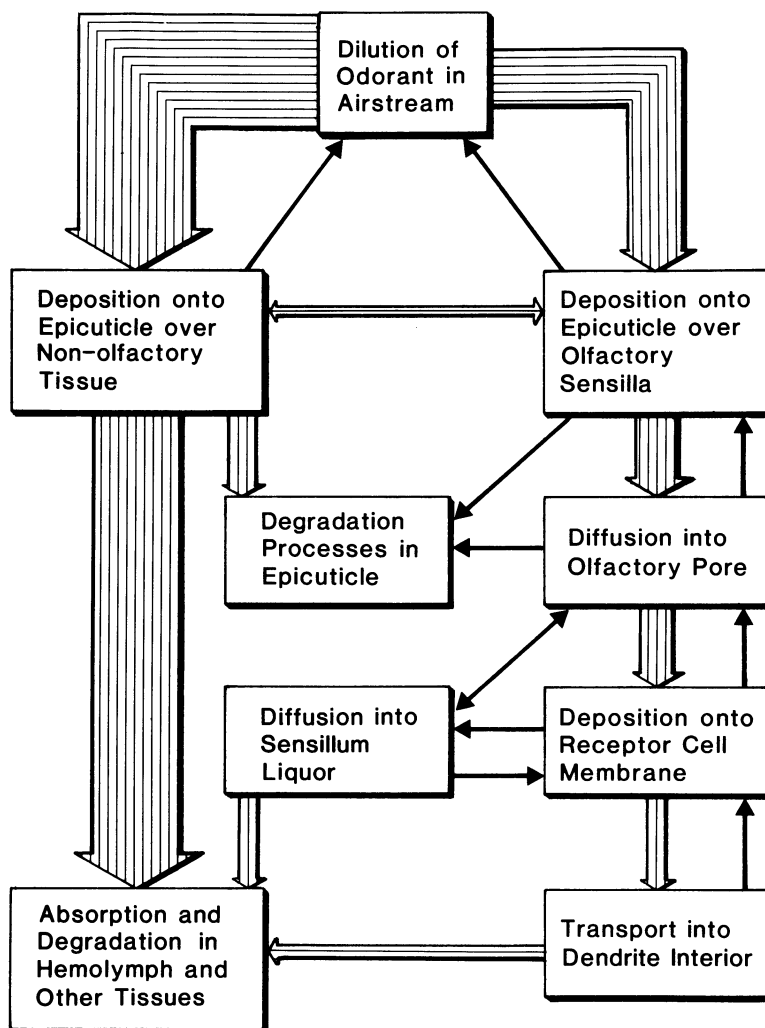 Dilution of
Odorant in
Airstream
Deposition onto
Epicuticle over
Non-olfactory
Tissue
Deposition onto
Epicuticle over
Olfactory
Sensilla
Degradation
Processes in
Epicuticle
Diffusion into
Olfactory Pore
Diffusion into
Sensillum
Liquor
Deposition onto
Receptor Cell
Membrane
Absorption and
Degradation in
Hemolymph and
Other Tissues
Transport into
Dendrite Interior